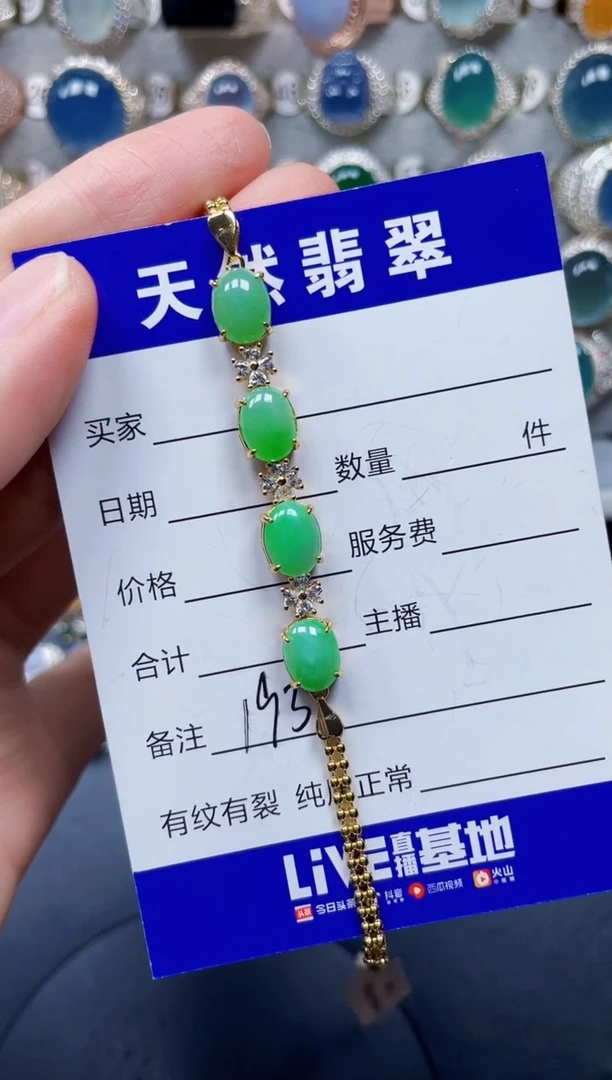 天然翡翠
买家
日期 数量 件
价格 服务费
合计 主播
备注 193
有纹有裂 纯 正常
LiVE直播基地
头条 今日头条 抖音 西瓜视频 火山